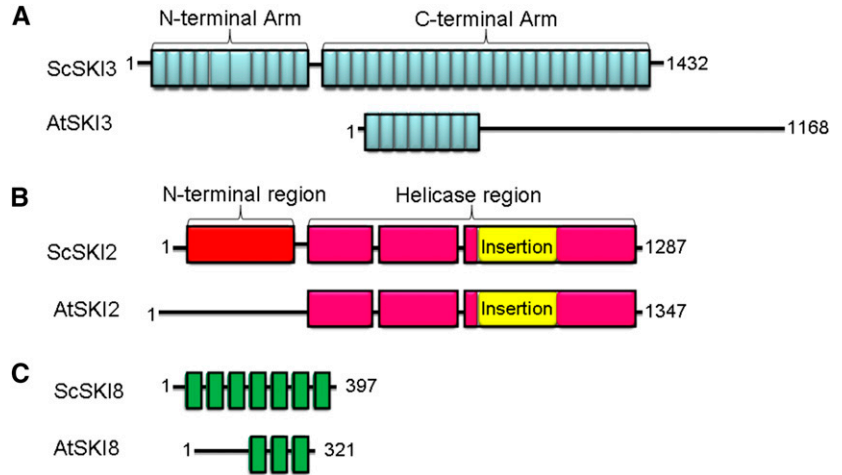 A
N-terminal Arm C-terminal Arm
ScSKI3 1 1432
AtSKI3 1 1168
B
N-terminal region Helicase region
ScSKI2 1 Insertion 1287
AtSKI2 1 Insertion 1347
C
ScSKI8 1 397
AtSKI8 1 321